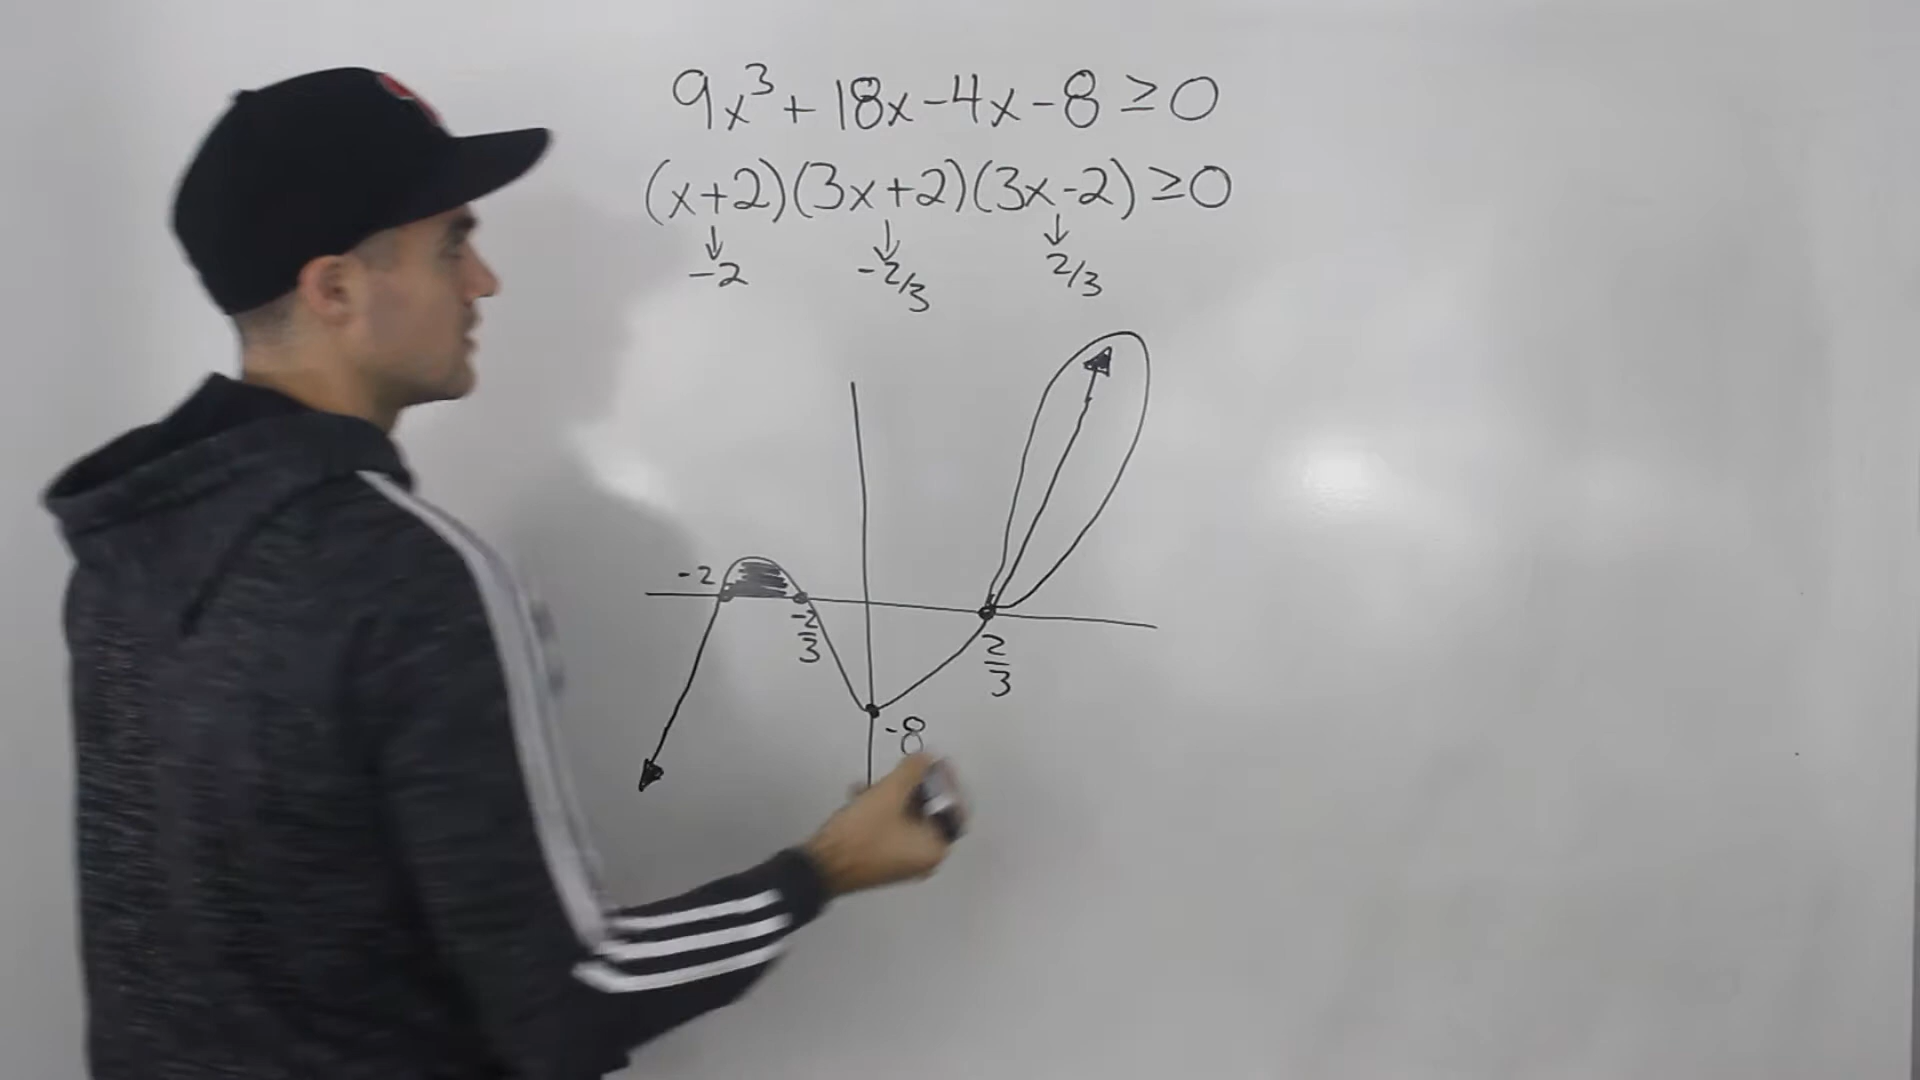 9x³ + 18x - 4x - 8 ≥ 0
(x+2)(3x+2)(3x-2) ≥ 0
-2 -2/3 2/3
-2
-2/3
2/3
-8